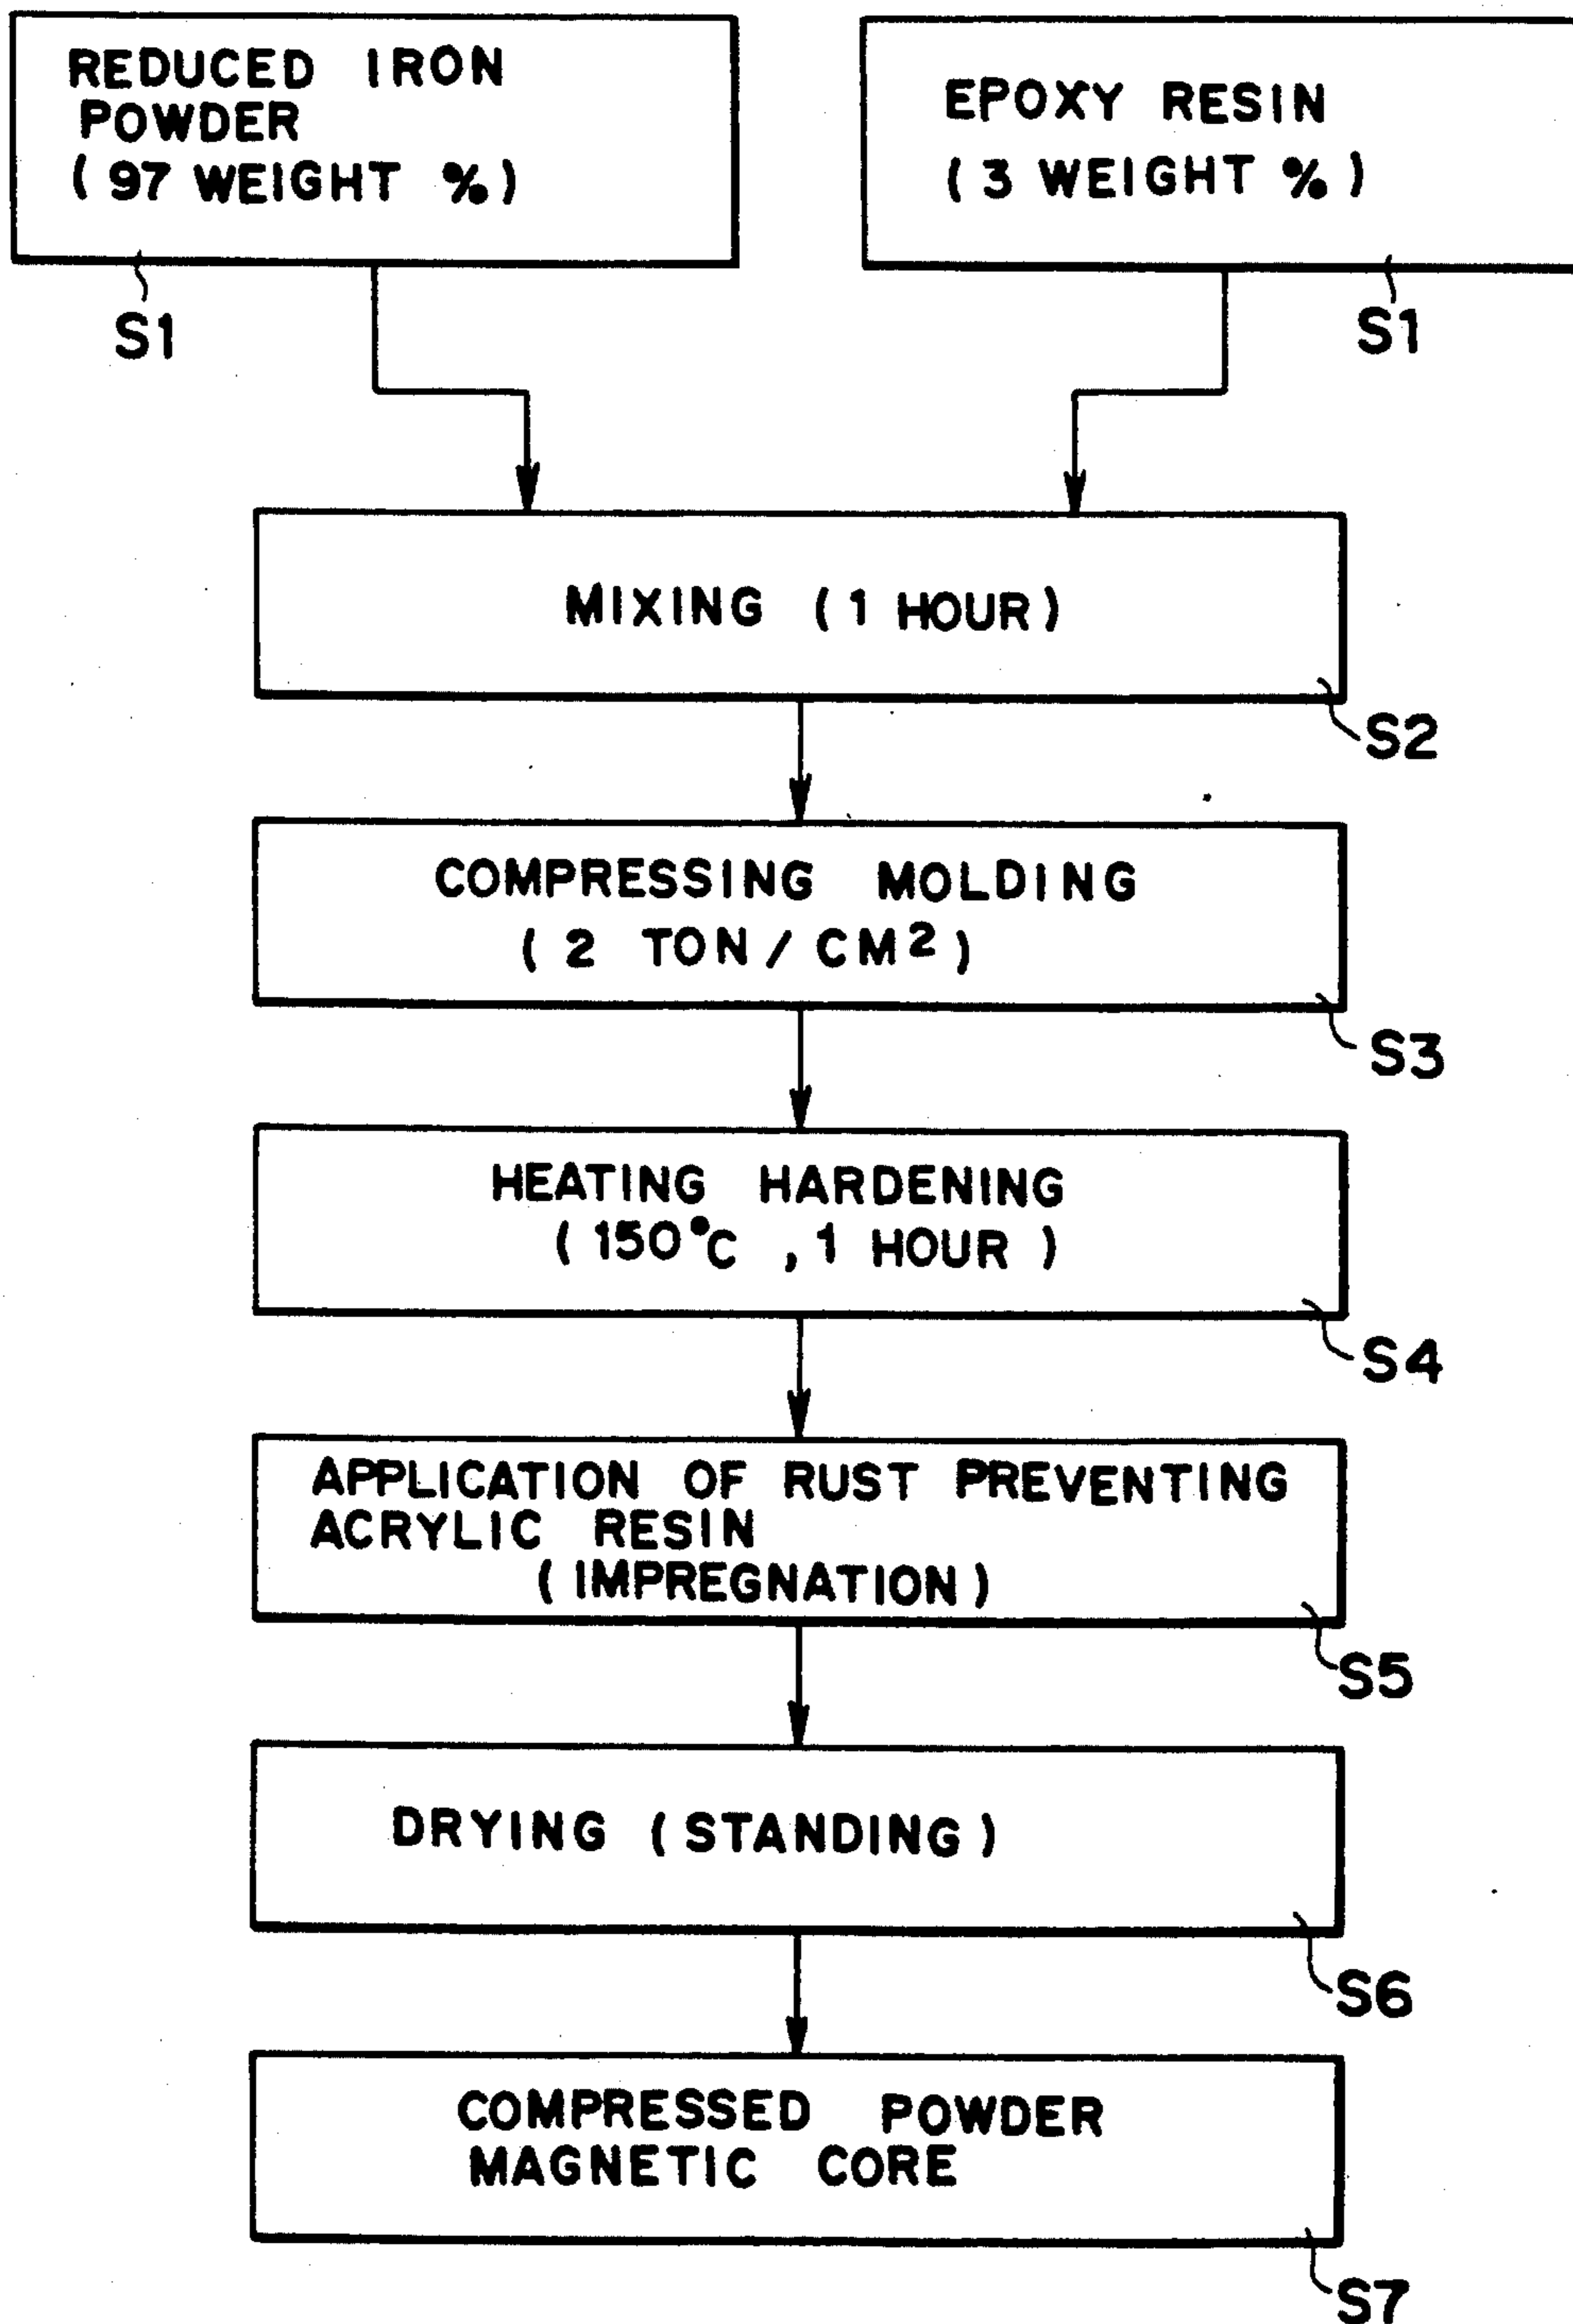 REDUCED IRON
POWDER
(97 WEIGHT %)
EPOXY RESIN
(3 WEIGHT %)
S1
S1
MIXING (1 HOUR)
S2
COMPRESSING MOLDING
(2 TON/CM²)
S3
HEATING HARDENING
(150°C, 1 HOUR)
S4
APPLICATION OF RUST PREVENTING
ACRYLIC RESIN
(IMPREGNATION)
S5
DRYING (STANDING)
S6
COMPRESSED POWDER
MAGNETIC CORE
S7